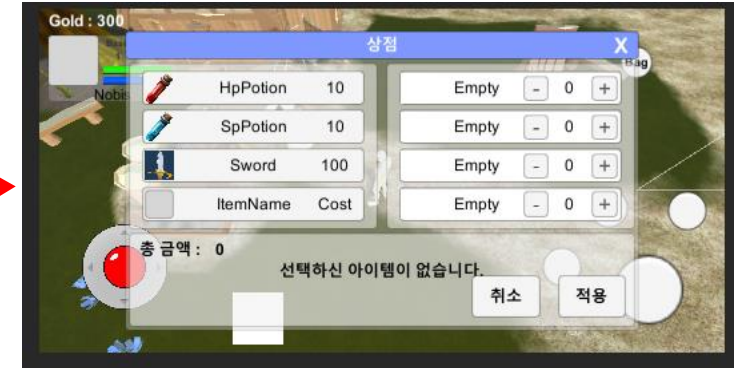 Gold : 300
상점 X
Bag
Nobis
HpPotion 10 Empty - 0 +
SpPotion 10 Empty - 0 +
Sword 100 Empty - 0 +
ItemName Cost Empty - 0 +
총 금액 : 0
선택하신 아이템이 없습니다.
취소 적용